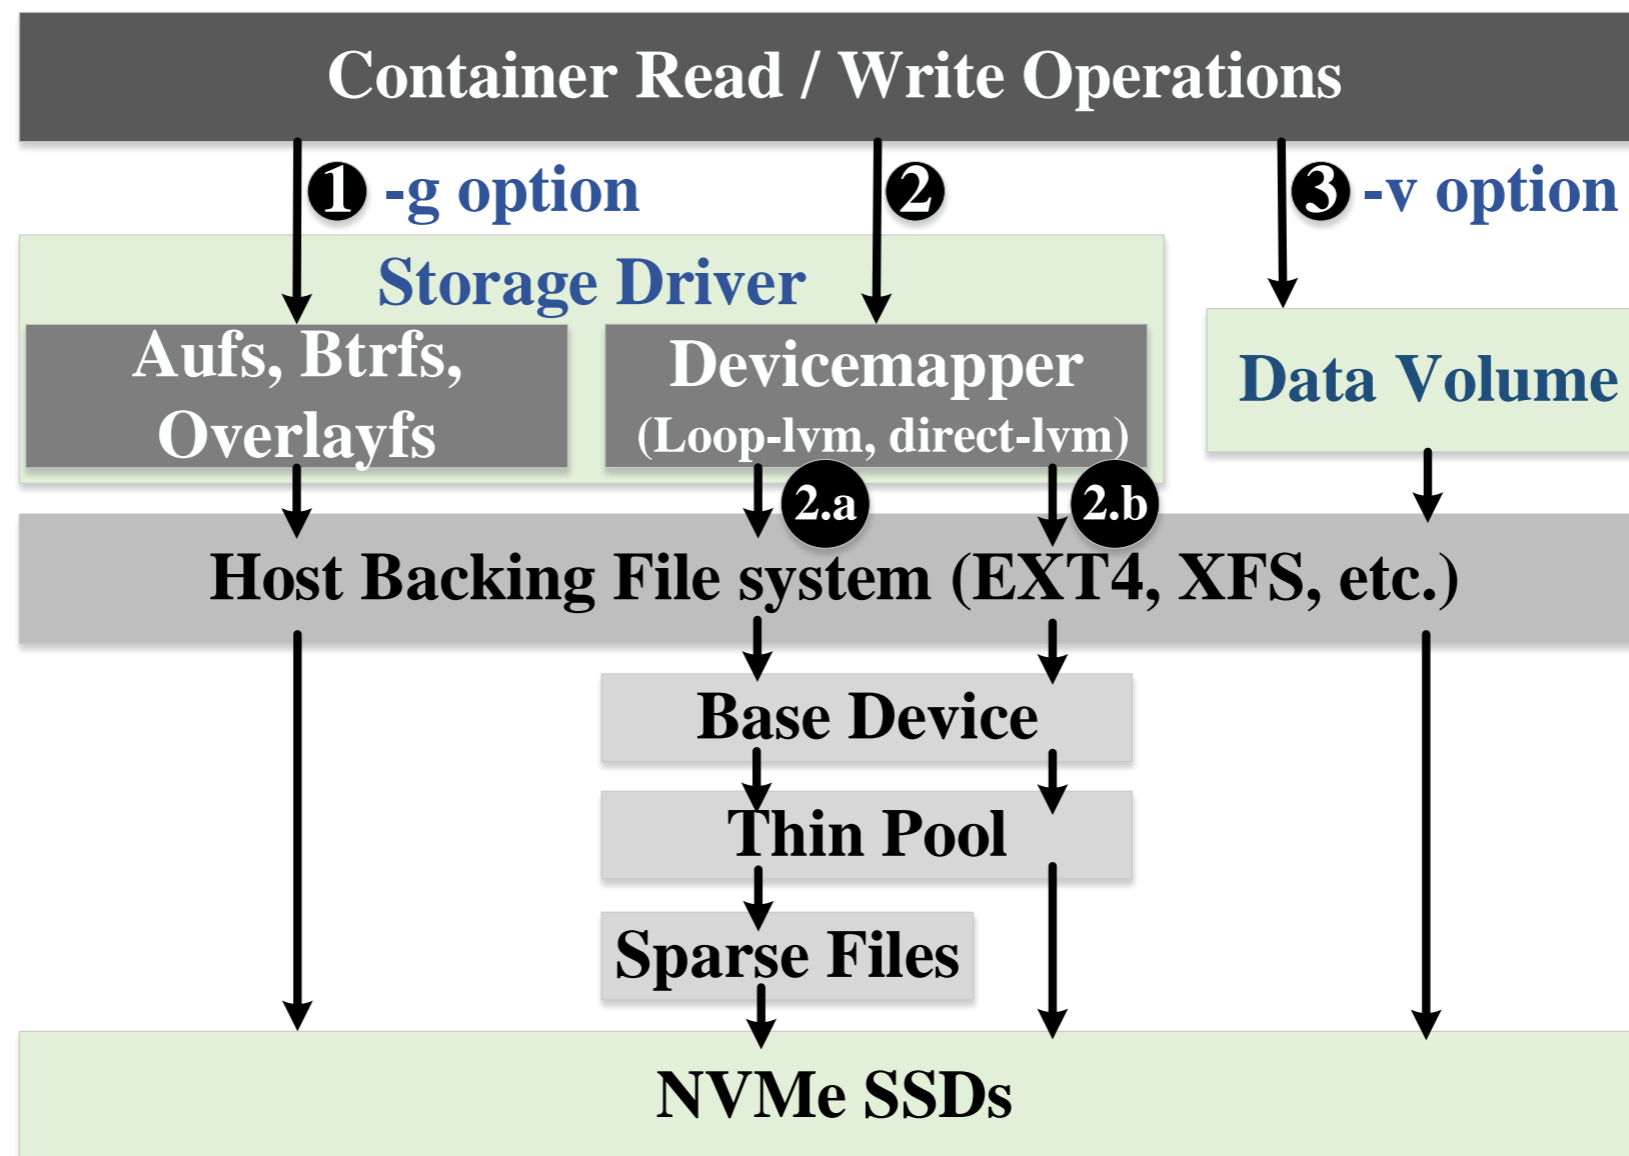 Container Read / Write Operations
1 -g option
2
3 -v option
Storage Driver
Aufs, Btrfs,
Overlayfs
Devicemapper
(Loop-lvm, direct-lvm)
Data Volume
2.a
2.b
Host Backing File system (EXT4, XFS, etc.)
Base Device
Thin Pool
Sparse Files
NVMe SSDs